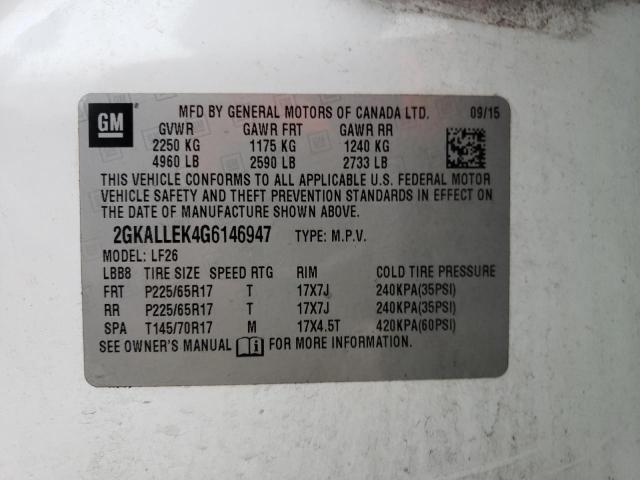 GM
MFD BY GENERAL MOTORS OF CANADA LTD. 09/15
GVWR GAWR FRT GAWR RR
2250 KG 1175 KG 1240 KG
4960 LB 2590 LB 2733 LB
THIS VEHICLE CONFORMS TO ALL APPLICABLE U.S. FEDERAL MOTOR
VEHICLE SAFETY AND THEFT PREVENTION STANDARDS IN EFFECT ON
THE DATE OF MANUFACTURE SHOWN ABOVE.
2GKALLEK4G6146947 TYPE: M.P.V.
MODEL: LF26
LBB8 TIRE SIZE SPEED RTG RIM COLD TIRE PRESSURE
FRT P225/65R17 T 17X7J 240KPA(35PSI)
RR P225/65R17 T 17X7J 240KPA(35PSI)
SPA T145/70R17 M 17X4.5T 420KPA(60PSI)
SEE OWNER'S MANUAL i FOR MORE INFORMATION.